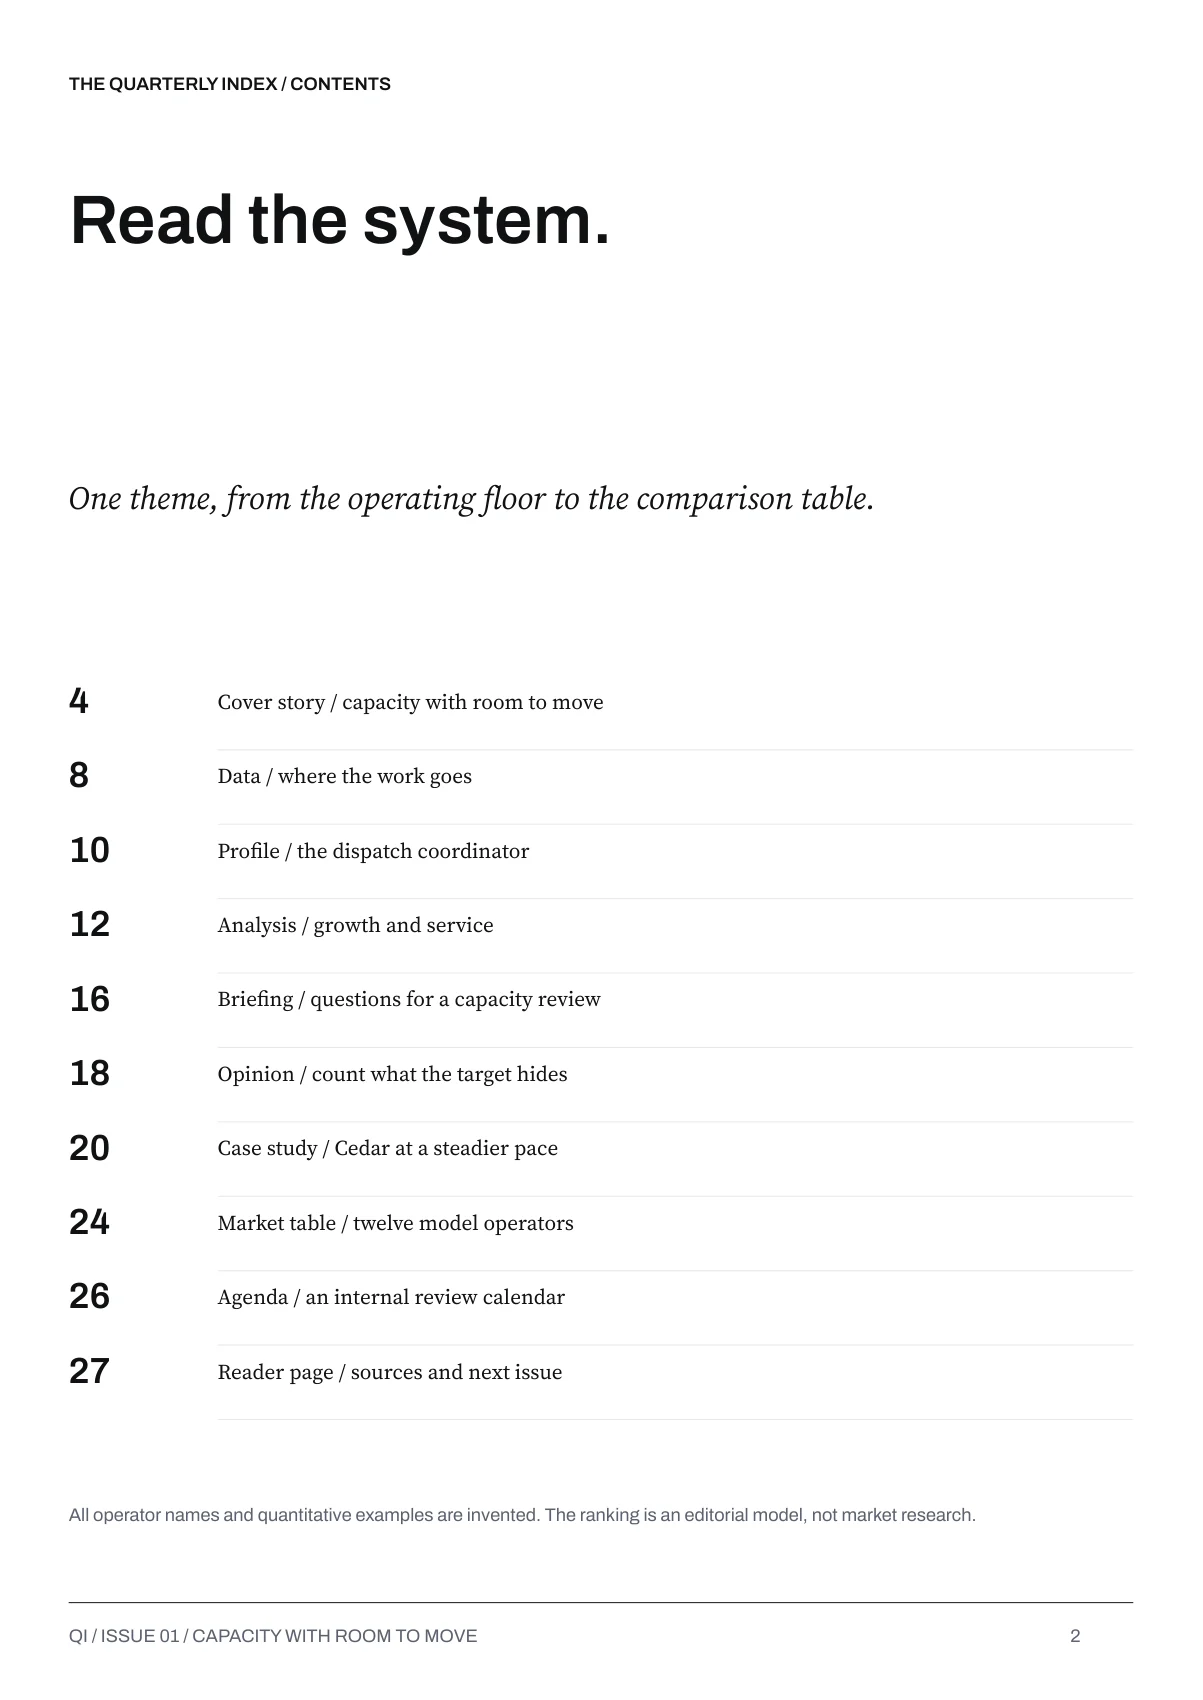 THE QUARTERLY INDEX / CONTENTS
Read the system.
One theme, from the operating floor to the comparison table.
4 Cover story / capacity with room to move
8 Data / where the work goes
10 Profile / the dispatch coordinator
12 Analysis / growth and service
16 Briefing / questions for a capacity review
18 Opinion / count what the target hides
20 Case study / Cedar at a steadier pace
24 Market table / twelve model operators
26 Agenda / an internal review calendar
27 Reader page / sources and next issue
All operator names and quantitative examples are invented. The ranking is an editorial model, not market research.
QI / ISSUE 01 / CAPACITY WITH ROOM TO MOVE 2